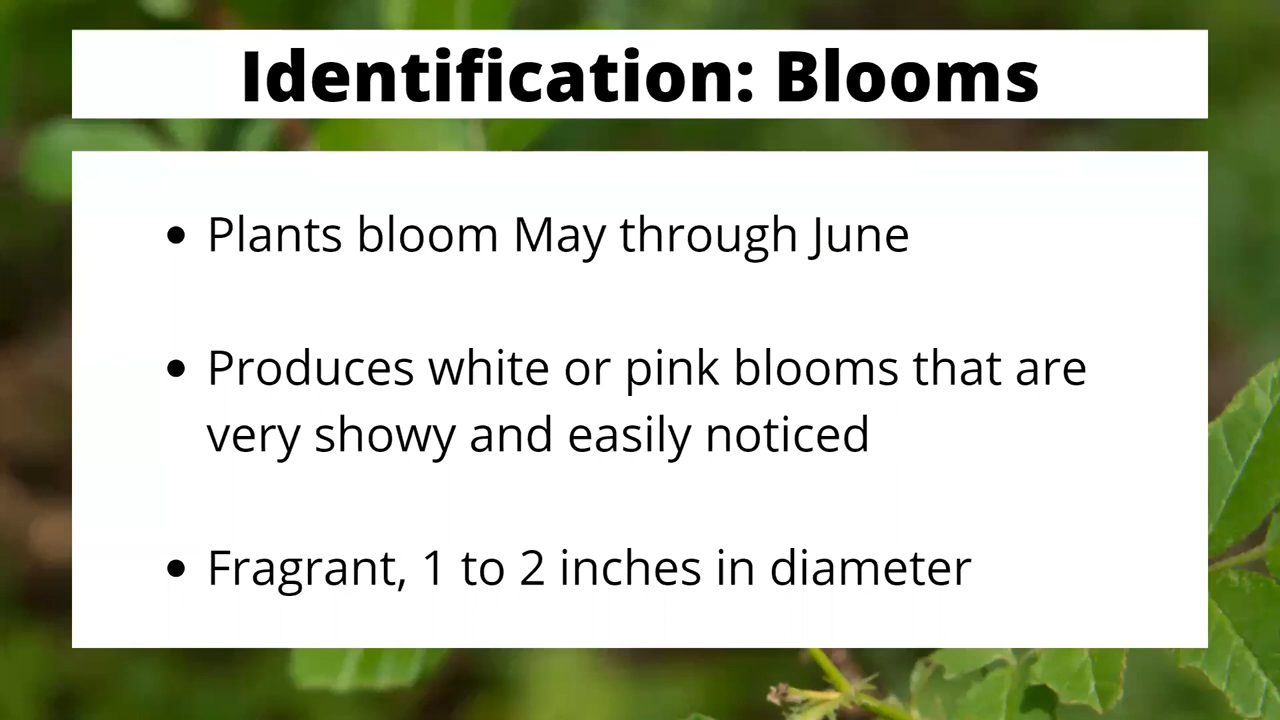 Identification: Blooms
• Plants bloom May through June
• Produces white or pink blooms that are
very showy and easily noticed
• Fragrant, 1 to 2 inches in diameter